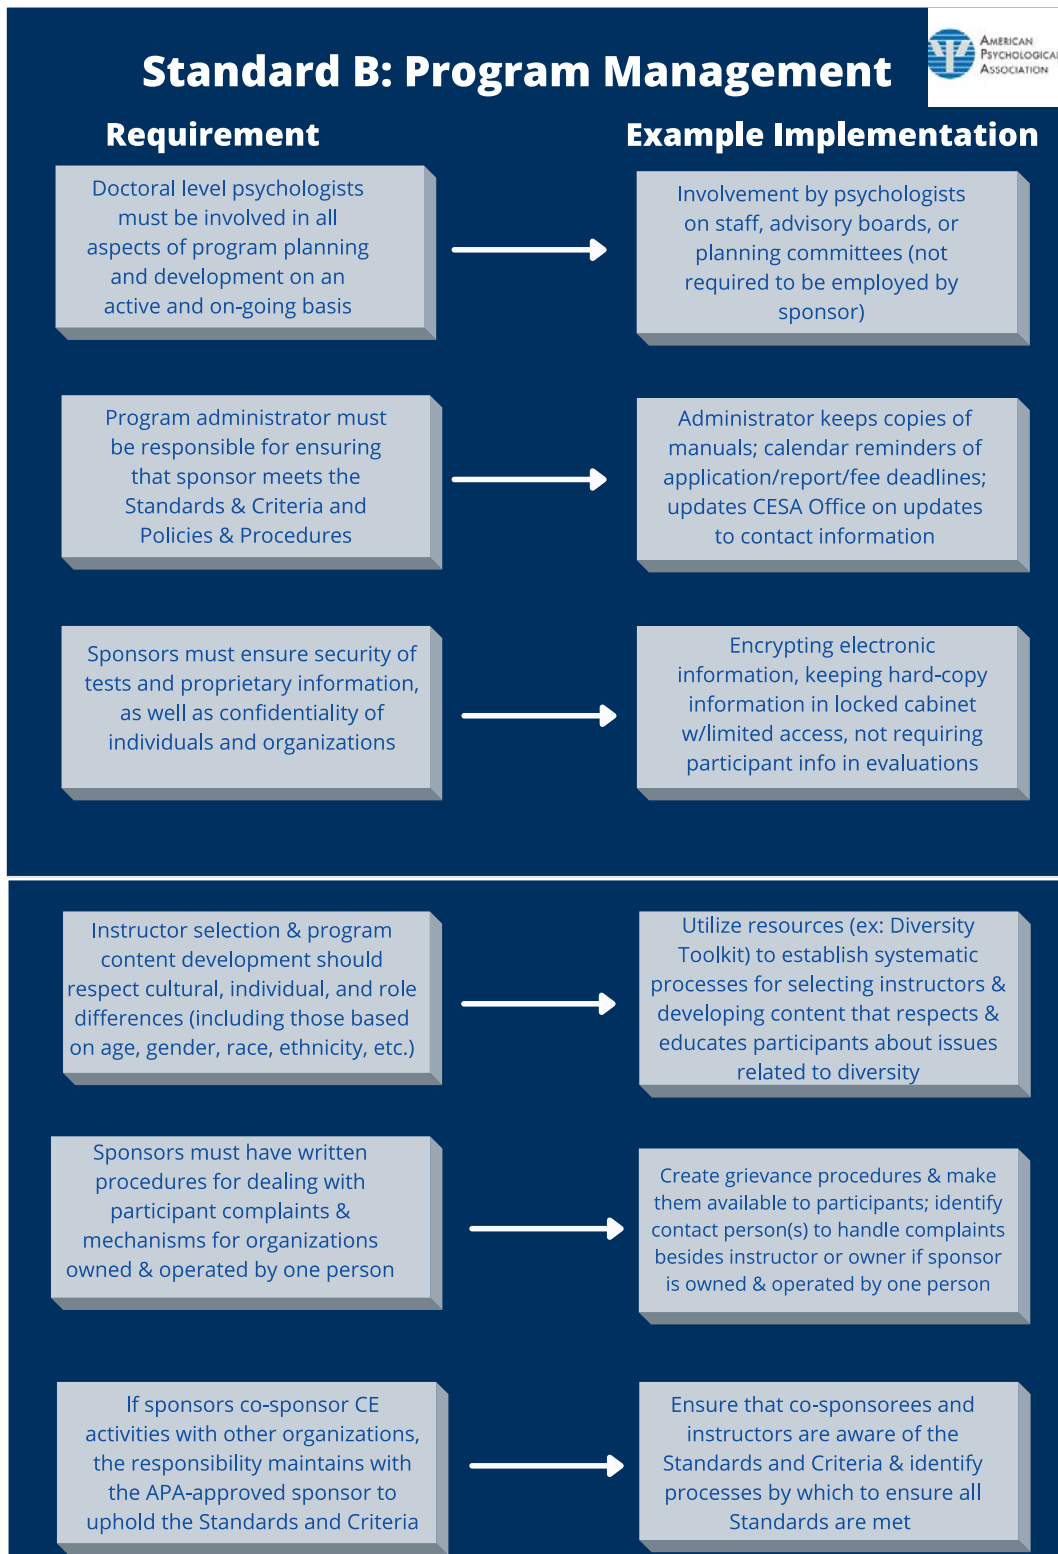 Standard B: Program Management
AMERICAN
PSYCHOLOGICAL
ASSOCIATION
Requirement
Example Implementation
Doctoral level psychologists
must be involved in all
aspects of program planning
and development on an
active and on-going basis
Involvement by psychologists
on staff, advisory boards, or
planning committees (not
required to be employed by
sponsor)
Program administrator must
be responsible for ensuring
that sponsor meets the
Standards & Criteria and
Policies & Procedures
Administrator keeps copies of
manuals; calendar reminders of
application/report/fee deadlines;
updates CESA Office on updates
to contact information
Sponsors must ensure security of
tests and proprietary information,
as well as confidentiality of
individuals and organizations
Encrypting electronic
information, keeping hard-copy
information in locked cabinet
w/limited access, not requiring
participant info in evaluations
Instructor selection & program
content development should
respect cultural, individual, and role
differences (including those based
on age, gender, race, ethnicity, etc.)
Utilize resources (ex: Diversity
Toolkit) to establish systematic
processes for selecting instructors &
developing content that respects &
educates participants about issues
related to diversity
Sponsors must have written
procedures for dealing with
participant complaints &
mechanisms for organizations
owned & operated by one person
Create grievance procedures & make
them available to participants; identify
contact person(s) to handle complaints
besides instructor or owner if sponsor
is owned & operated by one person
If sponsors co-sponsor CE
activities with other organizations,
the responsibility maintains with
the APA-approved sponsor to
uphold the Standards and Criteria
Ensure that co-sponsorees and
instructors are aware of the
Standards and Criteria & identify
processes by which to ensure all
Standards are met